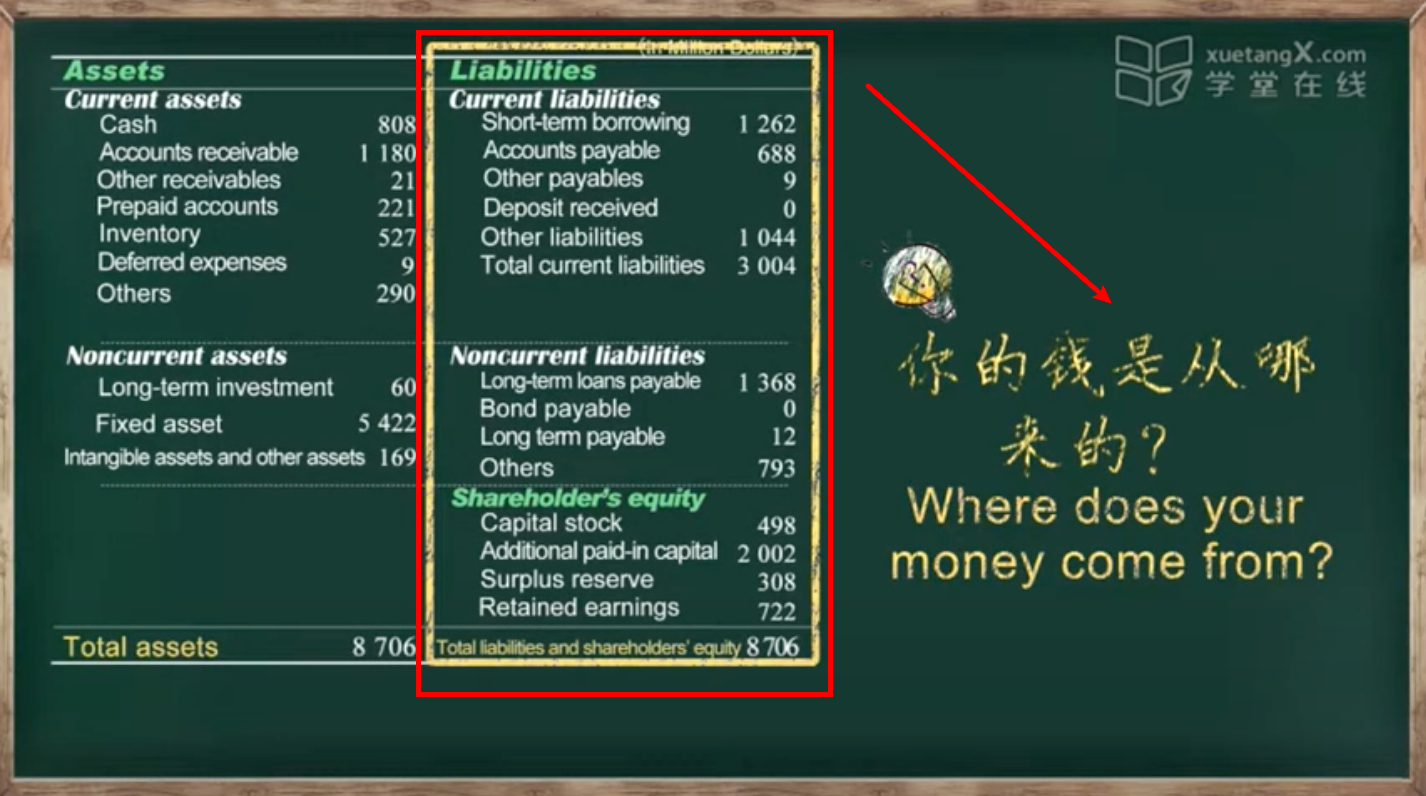 (In Million Dollars)
Assets
Current assets
Cash 808
Accounts receivable 1 180
Other receivables 21
Prepaid accounts 221
Inventory 527
Deferred expenses 9
Others 290
Noncurrent assets
Long-term investment 60
Fixed asset 5 422
Intangible assets and other assets 169
Total assets 8 706
Liabilities
Current liabilities
Short-term borrowing 1 262
Accounts payable 688
Other payables 9
Deposit received 0
Other liabilities 1 044
Total current liabilities 3 004
Noncurrent liabilities
Long-term loans payable 1 368
Bond payable 0
Long term payable 12
Others 793
Shareholder's equity
Capital stock 498
Additional paid-in capital 2 002
Surplus reserve 308
Retained earnings 722
Total liabilities and shareholders' equity 8 706
xuetangX.com
学堂在线
你的钱是从哪
来的?
Where does your
money come from?